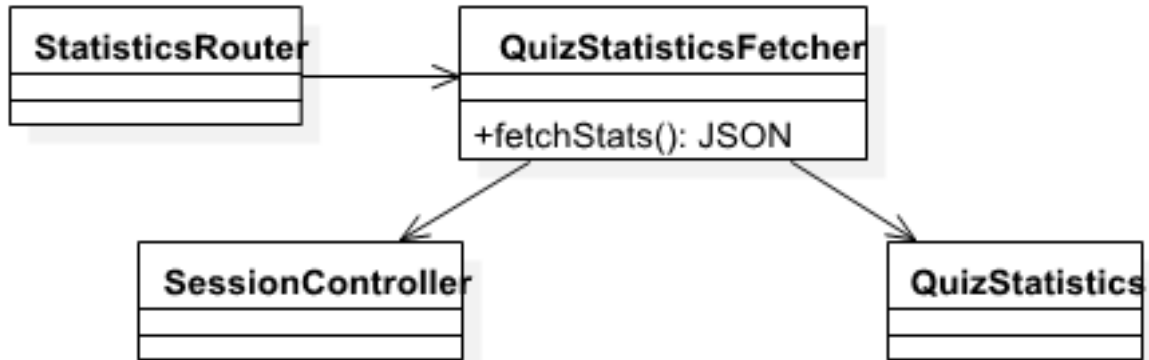 StatisticsRouter
QuizStatisticsFetcher
+fetchStats(): JSON
SessionController
QuizStatistics